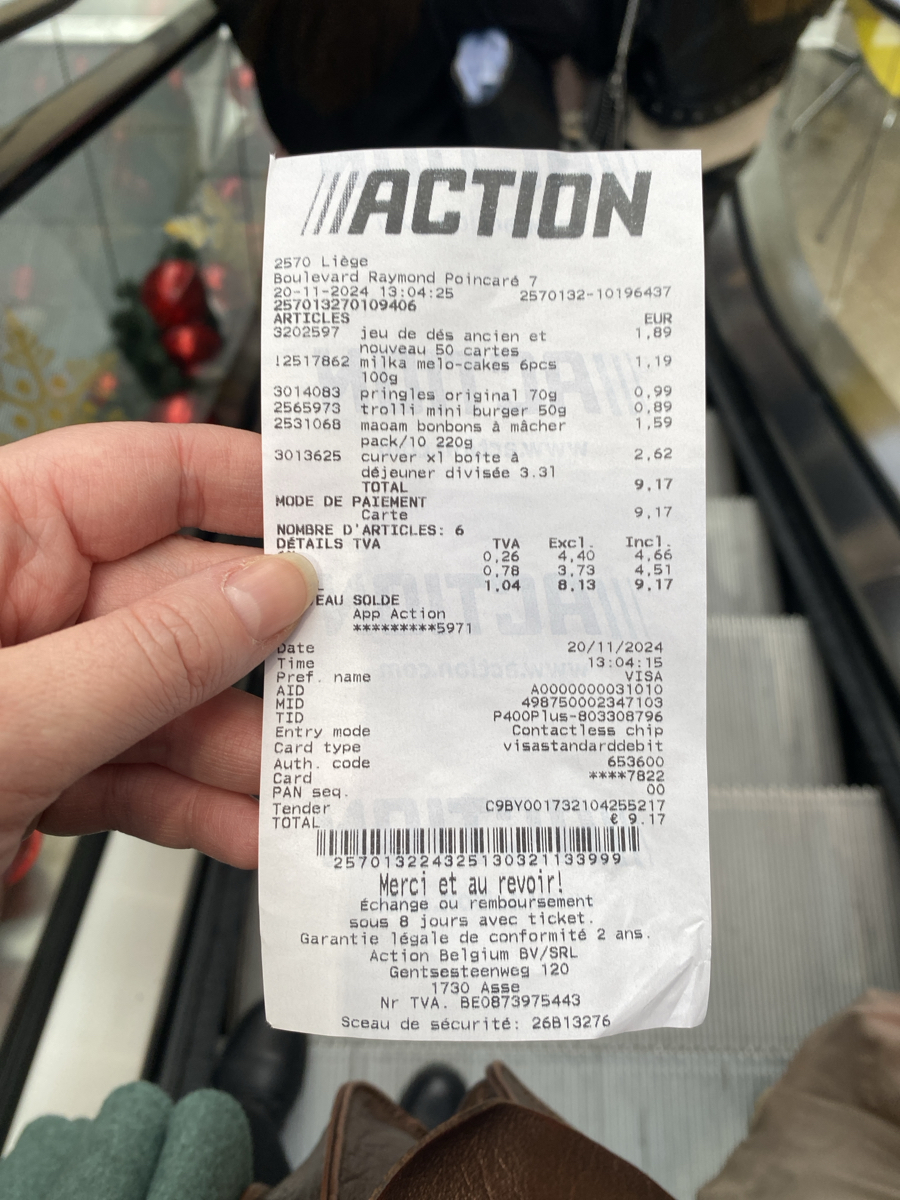 ACTION
2570 Liège
Boulevard Raymond Poincaré 7
20-11-2024 13:04:25 2570132-10196437
257013270109406
ARTICLES EUR
3202597 jeu de dés ancien et 1,89
nouveau 50 cartes
12517862 milka melo-cakes 6pcs 1,19
100g
3014083 pringles original 70g 0,99
2565973 trolli mini burger 50g 0,89
2531068 maoam bonbons à mâcher 1,59
pack/10 220g
3013625 curver x1 boîte à 2,62
déjeuner divisée 3.3l
TOTAL 9,17
MODE DE PAIEMENT
Carte 9,17
NOMBRE D'ARTICLES: 6
DÉTAILS TVA TVA Excl. Incl.
0,26 4,40 4,66
0,78 3,73 4,51
1,04 8,13 9,17
EAU SOLDE
App Action
*********5971
Date 20/11/2024
Time 13:04:15
Pref. name VISA
AID A0000000031010
MID 498750002347103
TID P400Plus-803308796
Entry mode Contactless chip
Card type visastandarddebit
Auth. code 653600
Card ****7822
PAN seq. 00
Tender C9BY001732104255217
TOTAL € 9.17
257013224325130321133999
Merci et au revoir!
Échange ou remboursement
sous 8 jours avec ticket.
Garantie légale de conformité 2 ans.
Action Belgium BV/SRL
Gentsesteenweg 120
1730 Asse
Nr TVA. BE0873975443
Sceau de sécurité: 26B13276